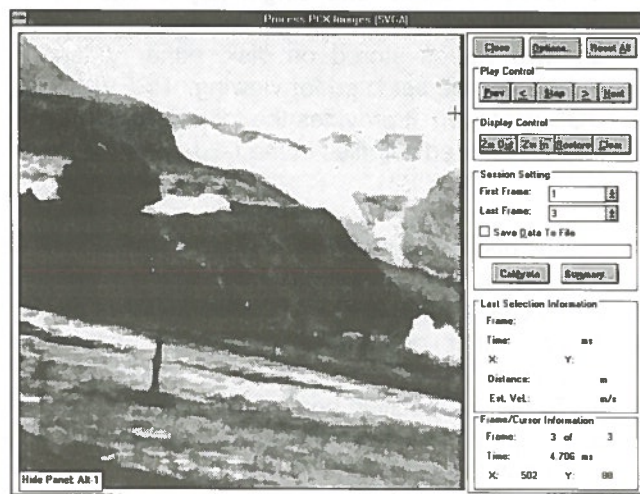 Process PCX Images (SVGA)
Close Options... Reset All
Play Control
Prev < Stop > Next
Display Control
Zm Out Zm In Restore Clear
Session Setting
First Frame: 1
Last Frame: 3
Save Data To File
Calibrate Summary...
Last Selection Information
Frame:
Time: ms
X: Y:
Distance: m
Est. Vel.: m/s
Frame/Cursor Information
Frame: 3 of 3
Time: 4.706 ms
X: 502 Y: 88
Hide Panel: Alt-1